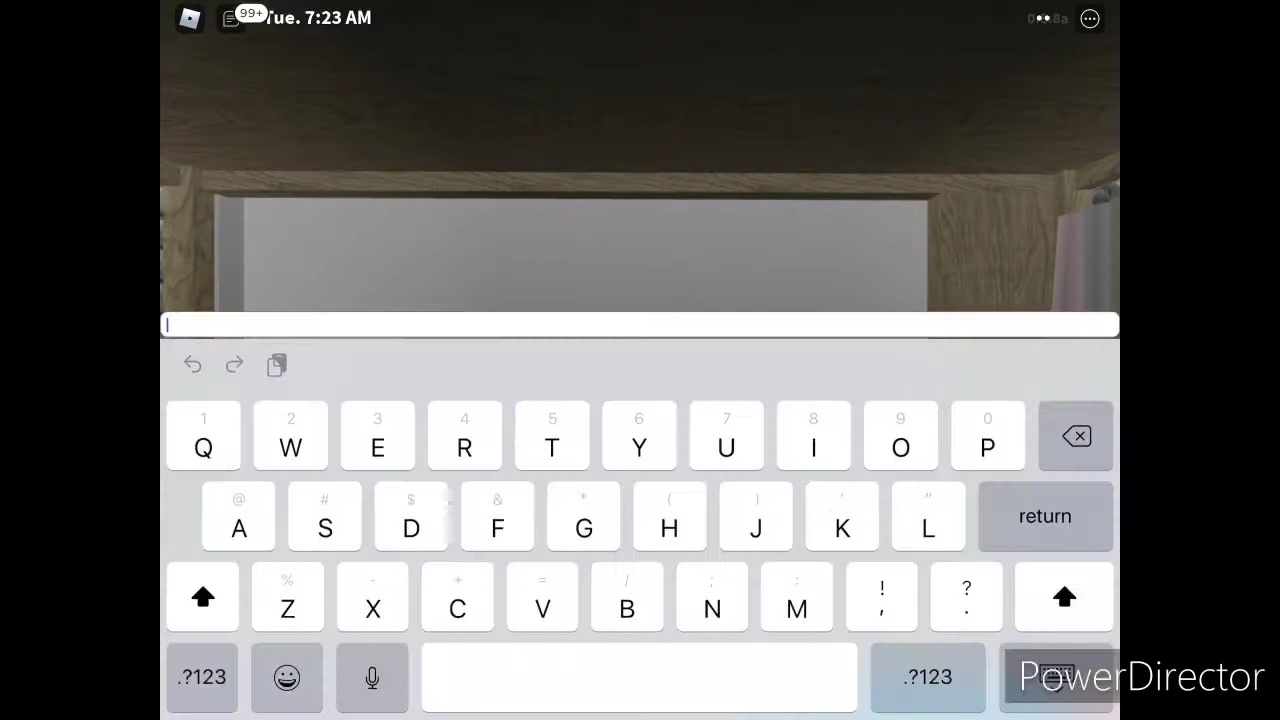 99+ Tue. 7:23 AM
1 2 3 4 5 6 7 8 9 0
Q W E R T Y U I O P
@ # $ & * ( ) ' "
A S D F G H J K L return
% - + = / ; : ! ?
Z X C V B N M , .
.?123 .?123 PowerDirector